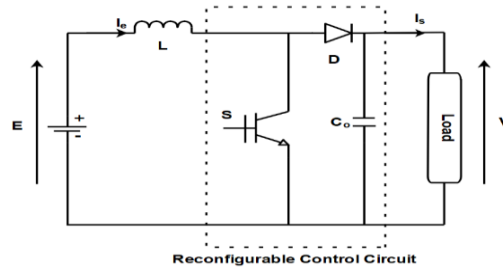 Ie
L
D
Is
E
+
-
S
Co
Load
V
Reconfigurable Control Circuit